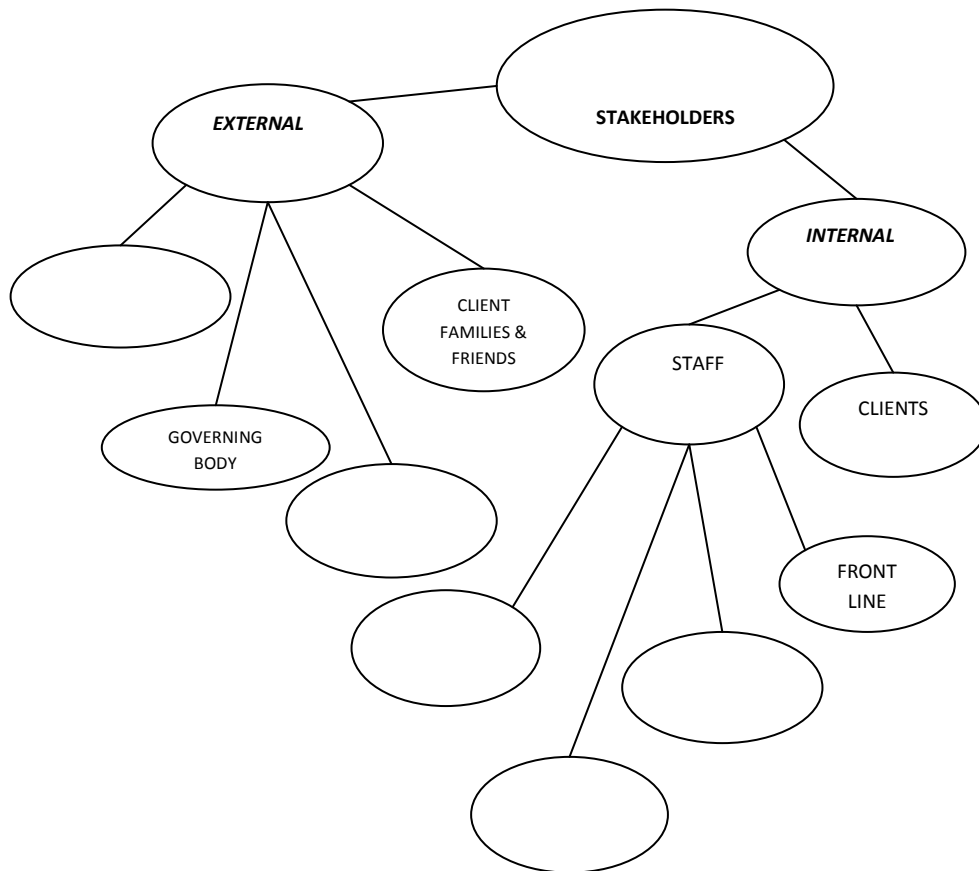 STAKEHOLDERS
EXTERNAL
INTERNAL
CLIENT
FAMILIES &
FRIENDS
STAFF
CLIENTS
GOVERNING
BODY
FRONT
LINE